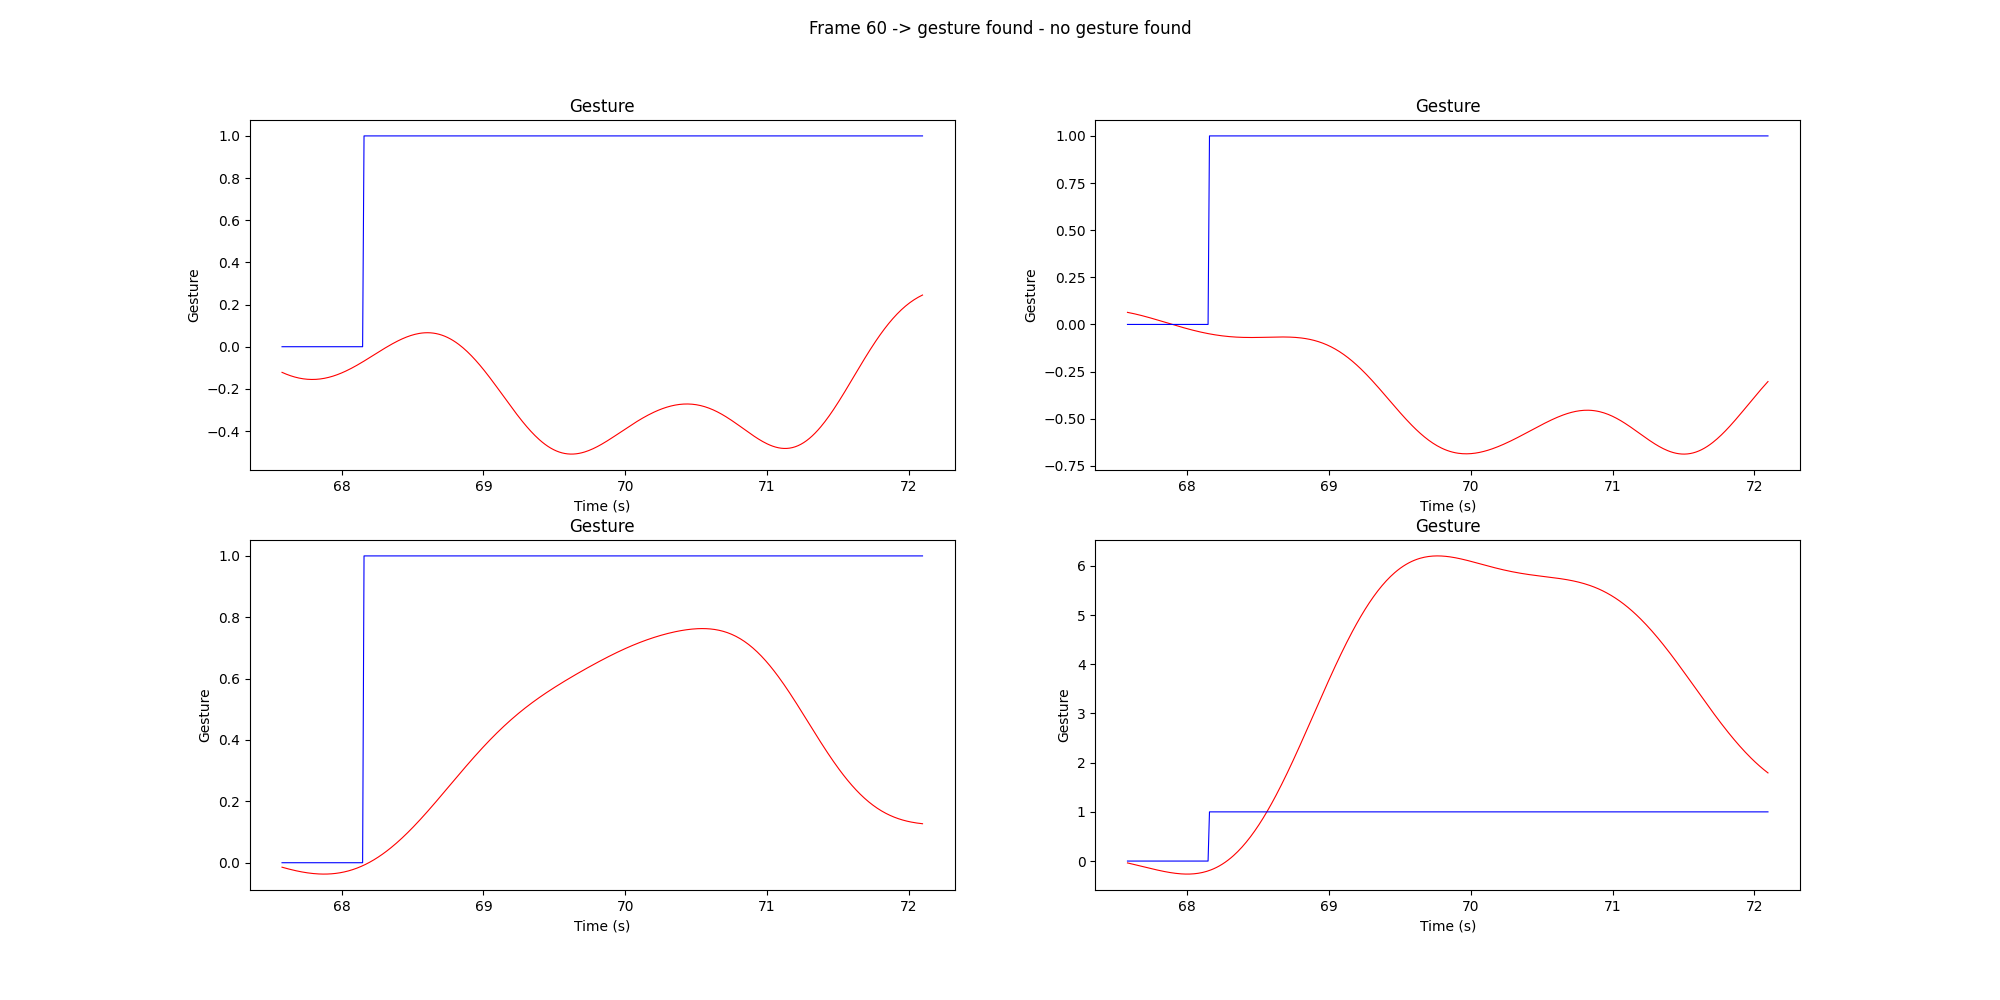 Frame 60 -> gesture found - no gesture found
Gesture
1.0
0.8
0.6
0.4
0.2
0.0
−0.2
−0.4
Gesture
68 69 70 71 72
Time (s)
Gesture
1.00
0.75
0.50
0.25
0.00
−0.25
−0.50
−0.75
Gesture
68 69 70 71 72
Time (s)
Gesture
1.0
0.8
0.6
0.4
0.2
0.0
Gesture
68 69 70 71 72
Time (s)
Gesture
6
5
4
3
2
1
0
Gesture
68 69 70 71 72
Time (s)